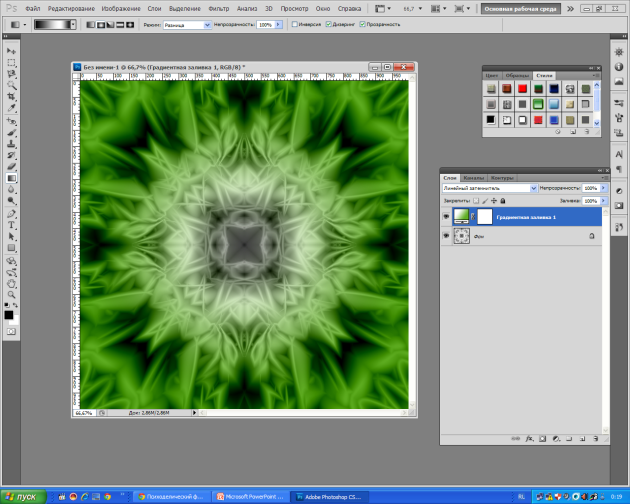 Ps Файл Редактирование Изображение Слои Выделение Фильтр Анализ 3D Просмотр Окно Справка 66,7 Основная рабочая среда
Режим: Разница Непрозрачность: 100% Инверсия Дизеринг Прозрачность
Без имени-1 @ 66,7% (Градиентная заливка 1, RGB/8) *
Цвет Образцы Стили
Слои Каналы Контуры
Линейный затемнитель Непрозрачность: 100%
Закрепить: Заливка: 100%
Градиентная заливка 1
Фон
66,67% Док: 2,86M/2,86M
пуск Психоделический ф... Microsoft PowerPoint ... Adobe Photoshop CS... RL 0:19